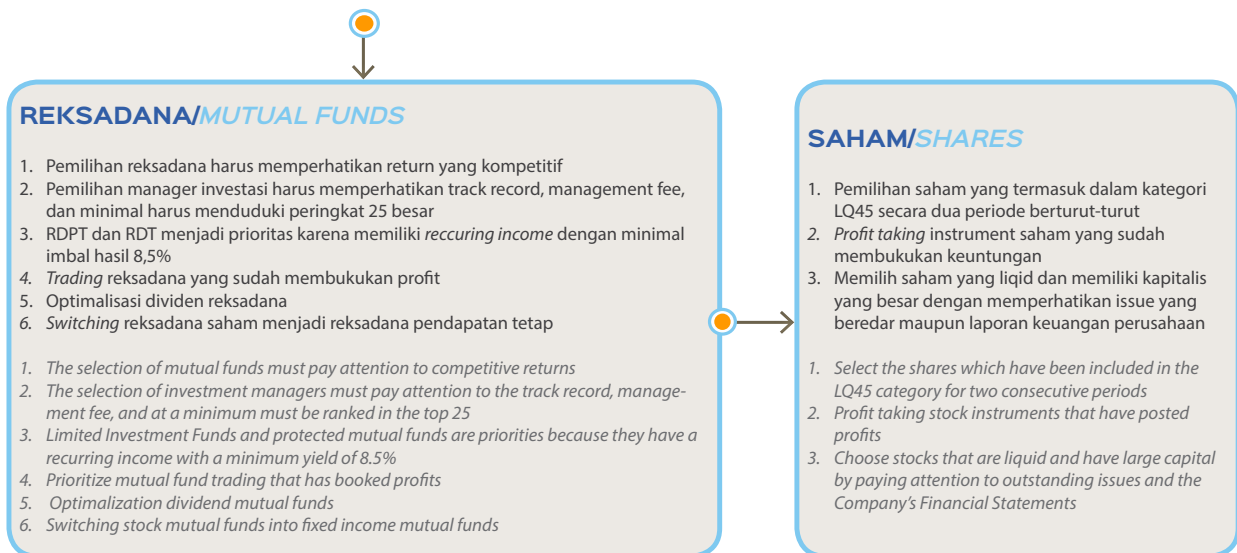 REKSADANA/MUTUAL FUNDS
1. Pemilihan reksadana harus memperhatikan return yang kompetitif
2. Pemilihan manager investasi harus memperhatikan track record, management fee,
dan minimal harus menduduki peringkat 25 besar
3. RDPT dan RDT menjadi prioritas karena memiliki reccuring income dengan minimal
imbal hasil 8,5%
4. Trading reksadana yang sudah membukukan profit
5. Optimalisasi dividen reksadana
6. Switching reksadana saham menjadi reksadana pendapatan tetap
1. The selection of mutual funds must pay attention to competitive returns
2. The selection of investment managers must pay attention to the track record, manage-
ment fee, and at a minimum must be ranked in the top 25
3. Limited Investment Funds and protected mutual funds are priorities because they have a
recurring income with a minimum yield of 8.5%
4. Prioritize mutual fund trading that has booked profits
5. Optimalization dividend mutual funds
6. Switching stock mutual funds into fixed income mutual funds
SAHAM/SHARES
1. Pemilihan saham yang termasuk dalam kategori
LQ45 secara dua periode berturut-turut
2. Profit taking instrument saham yang sudah
membukukan keuntungan
3. Memilih saham yang liqid dan memiliki kapitalis
yang besar dengan memperhatikan issue yang
beredar maupun laporan keuangan perusahaan
1. Select the shares which have been included in the
LQ45 category for two consecutive periods
2. Profit taking stock instruments that have posted
profits
3. Choose stocks that are liquid and have large capital
by paying attention to outstanding issues and the
Company's Financial Statements